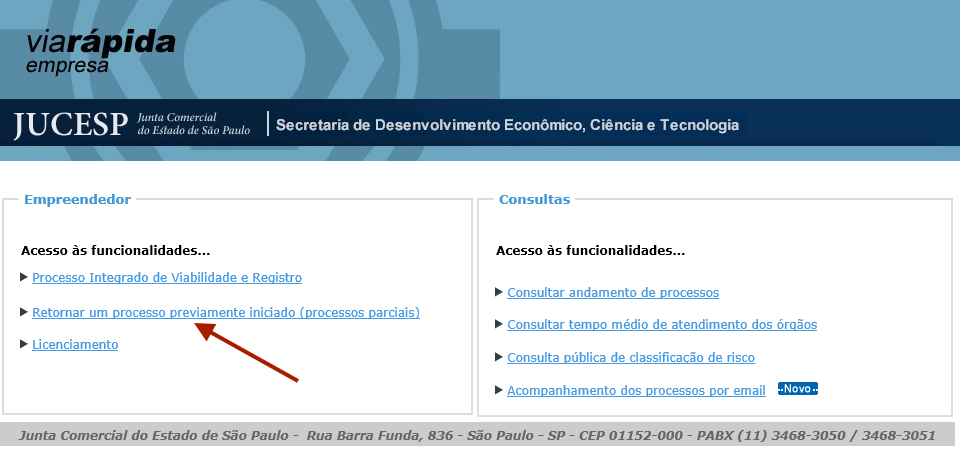 viarápida
empresa
JUCESP
Junta Comercial
do Estado de São Paulo
Secretaria de Desenvolvimento Econômico, Ciência e Tecnologia
Empreendedor
Acesso às funcionalidades...
Processo Integrado de Viabilidade e Registro
Retornar um processo previamente iniciado (processos parciais)
Licenciamento
Consultas
Acesso às funcionalidades...
Consultar andamento de processos
Consultar tempo médio de atendimento dos órgãos
Consulta pública de classificação de risco
Acompanhamento dos processos por email ..Novo..
Junta Comercial do Estado de São Paulo - Rua Barra Funda, 836 - São Paulo - SP - CEP 01152-000 - PABX (11) 3468-3050 / 3468-3051